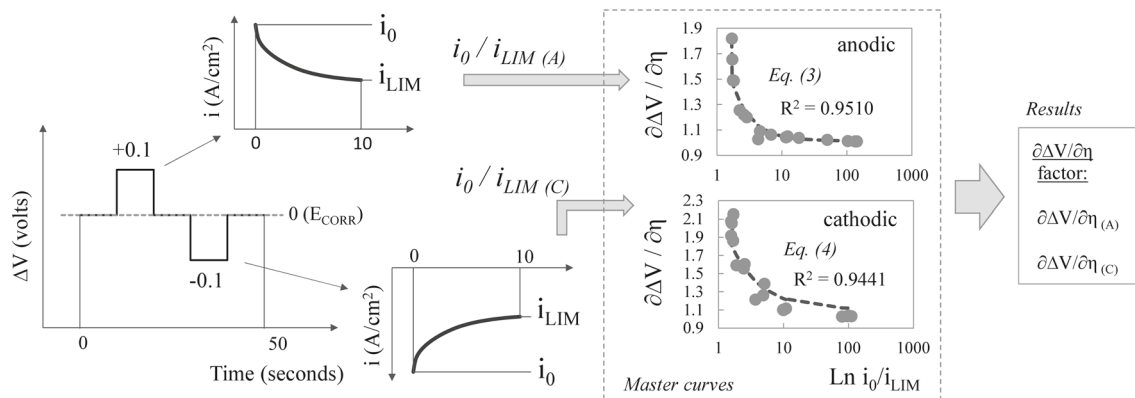 i (A/cm²)
i₀
iLIM
0
10
ΔV (volts)
+0.1
0 (ECORR)
-0.1
0
50
Time (seconds)
0
10
i (A/cm²)
iLIM
i₀
i₀ / iLIM (A)
i₀ / iLIM (C)
∂ΔV / ∂η
1.9
1.7
1.5
1.3
1.1
0.9
anodic
Eq. (3)
R² = 0.9510
1
10
100
1000
∂ΔV / ∂η
2.3
2.1
1.9
1.7
1.5
1.3
1.1
0.9
cathodic
Eq. (4)
R² = 0.9441
1
10
100
1000
Master curves
Ln i₀/iLIM
Results
∂ΔV/∂η
factor:
∂ΔV/∂η (A)
∂ΔV/∂η (C)